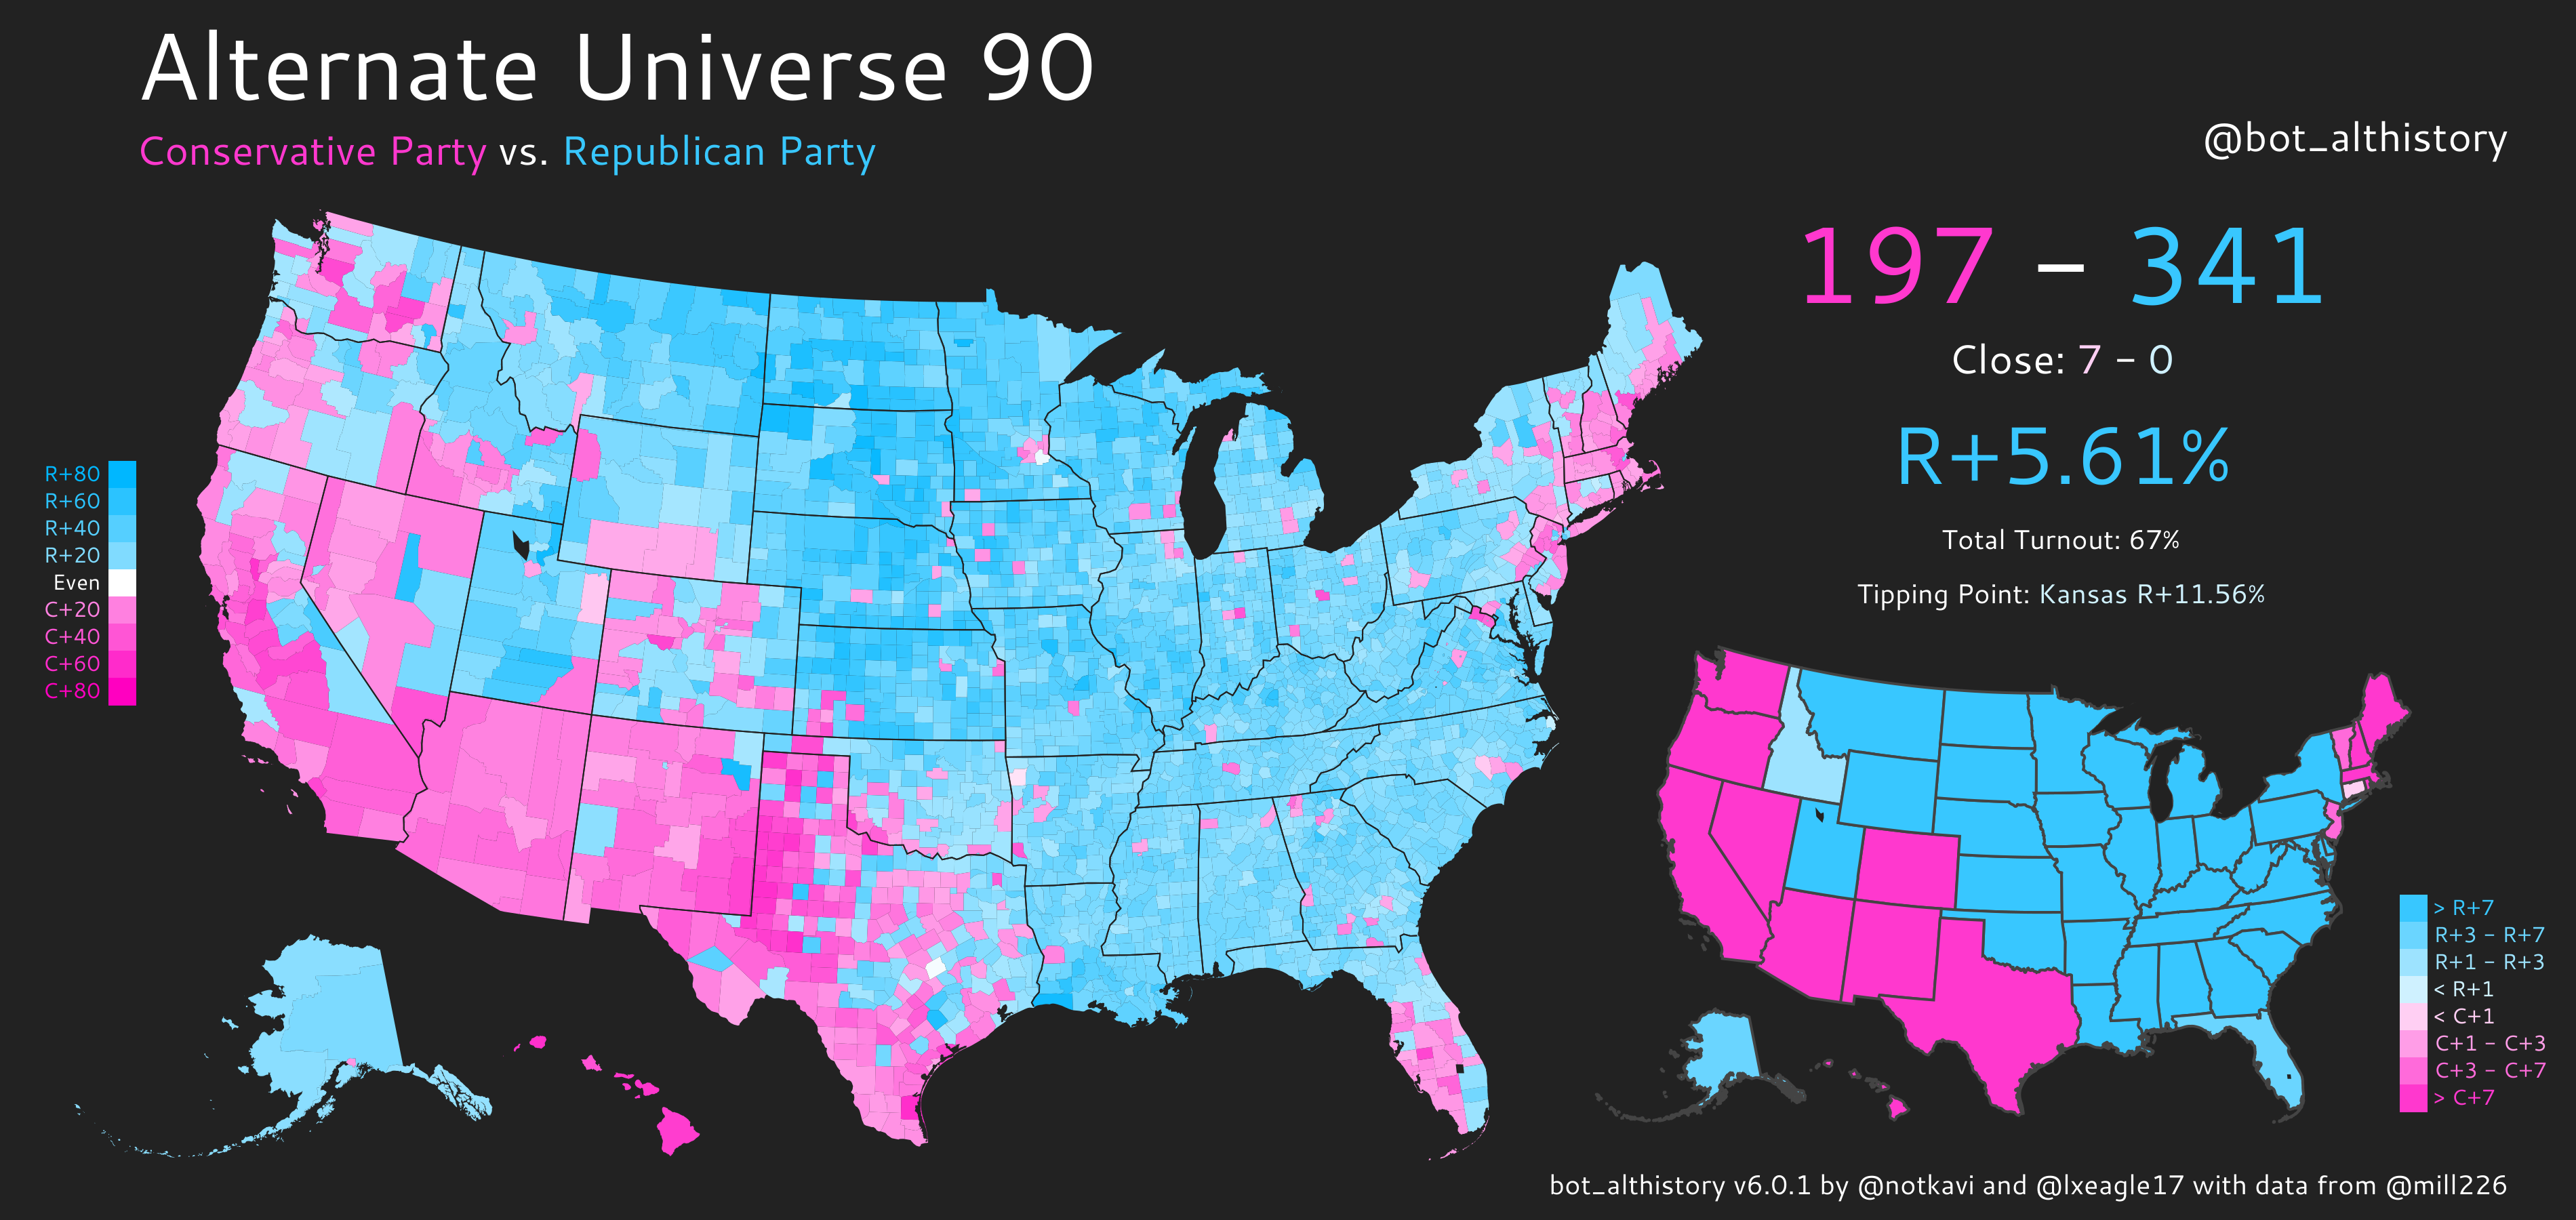 Alternate Universe 90
Conservative Party vs. Republican Party
@bot_althistory
197 – 341
Close: 7 - 0
R+5.61%
Total Turnout: 67%
Tipping Point: Kansas R+11.56%
R+80
R+60
R+40
R+20
Even
C+20
C+40
C+60
C+80
> R+7
R+3 - R+7
R+1 - R+3
< R+1
< C+1
C+1 - C+3
C+3 - C+7
> C+7
bot_althistory v6.0.1 by @notkavi and @lxeagle17 with data from @mill226